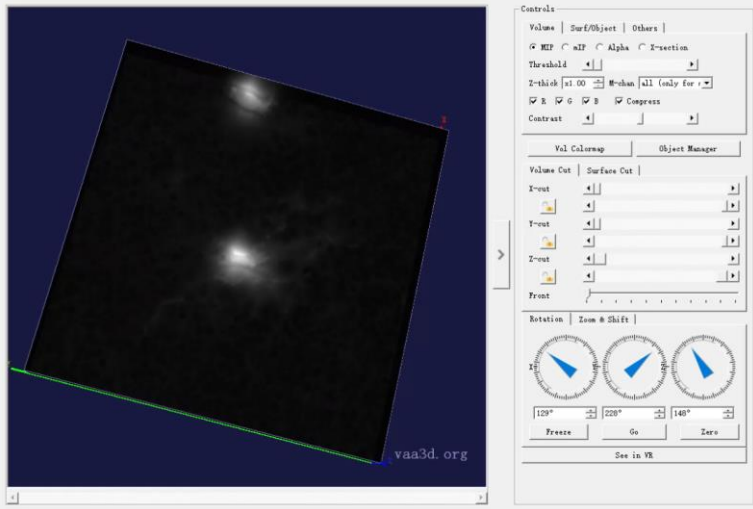 Controls
Volume Surf/Object Others
MIP mIP Alpha X-section
Threshold
Z-thick x1.00 M-chan all (only for
R G B Compress
Contrast
Vol Colormap Object Manager
Volume Cut Surface Cut
X-cut
Y-cut
Z-cut
Front
Rotation Zoom & Shift
X Y Z
129° 228° 148°
Freeze Go Zero
See in VR
vaa3d.org